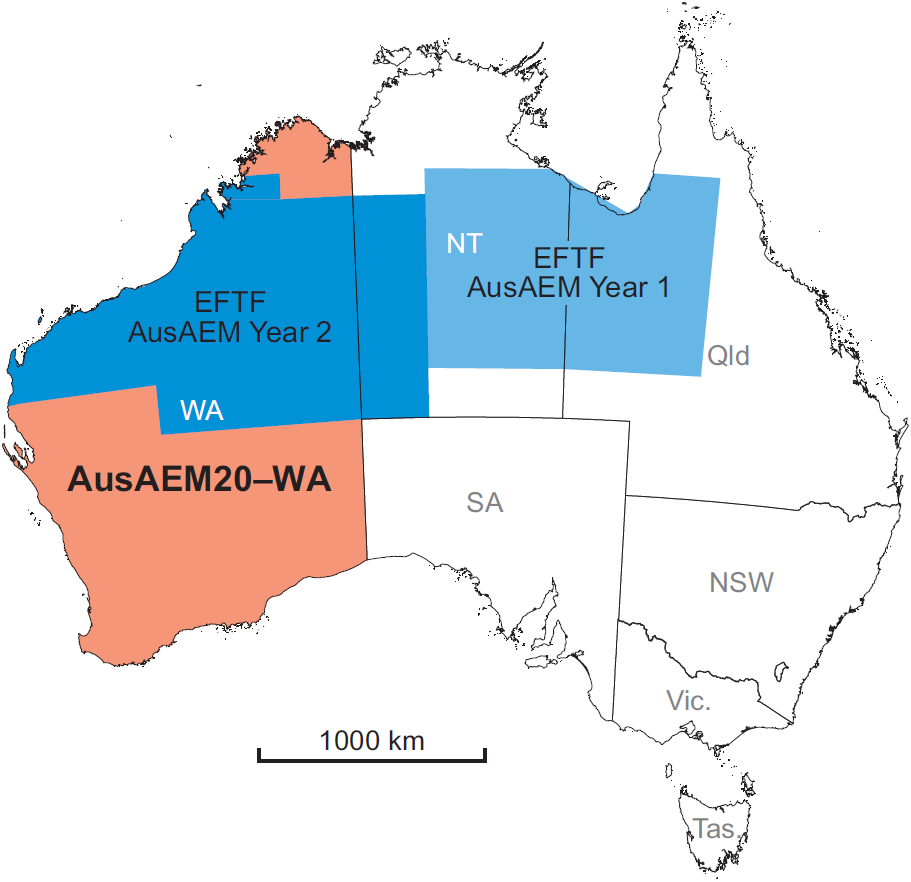 NT
EFTF
AusAEM Year 1
EFTF
AusAEM Year 2
Qld
WA
AusAEM20–WA
SA
NSW
Vic.
1000 km
Tas.